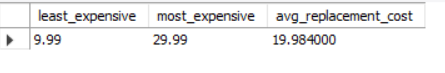 least_expensive most_expensive avg_replacement_cost
9.99 29.99 19.984000